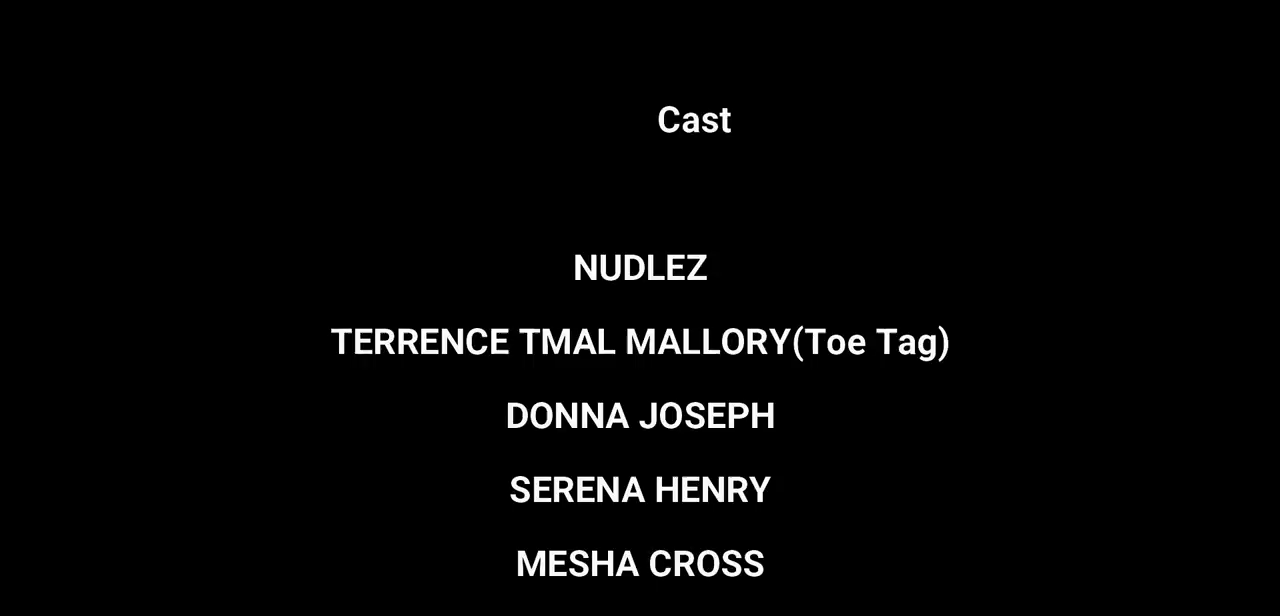 Cast
NUDLEZ
TERRENCE TMAL MALLORY(Toe Tag)
DONNA JOSEPH
SERENA HENRY
MESHA CROSS